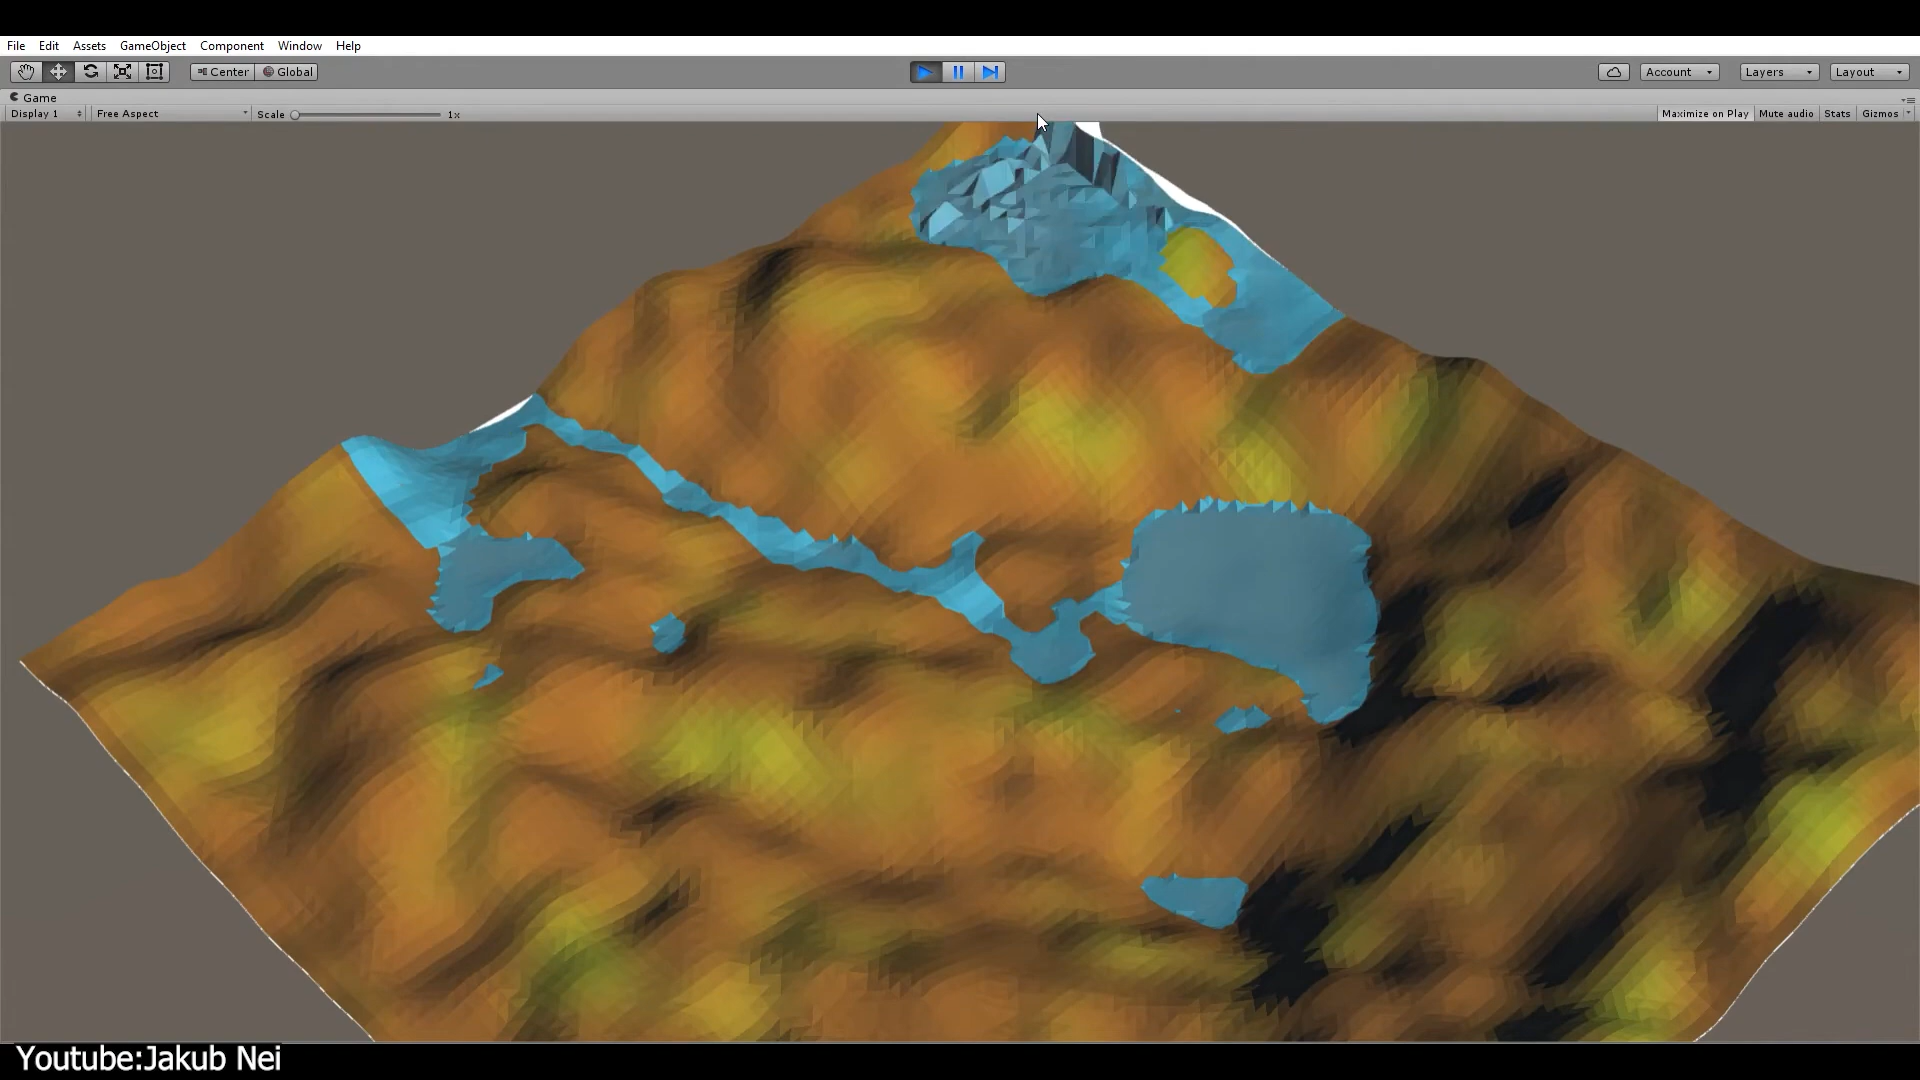 File Edit Assets GameObject Component Window Help
Center Global Account Layers Layout
Game
Display 1 Free Aspect Scale 1x Maximize on Play Mute audio Stats Gizmos
Youtube:Jakub Nei